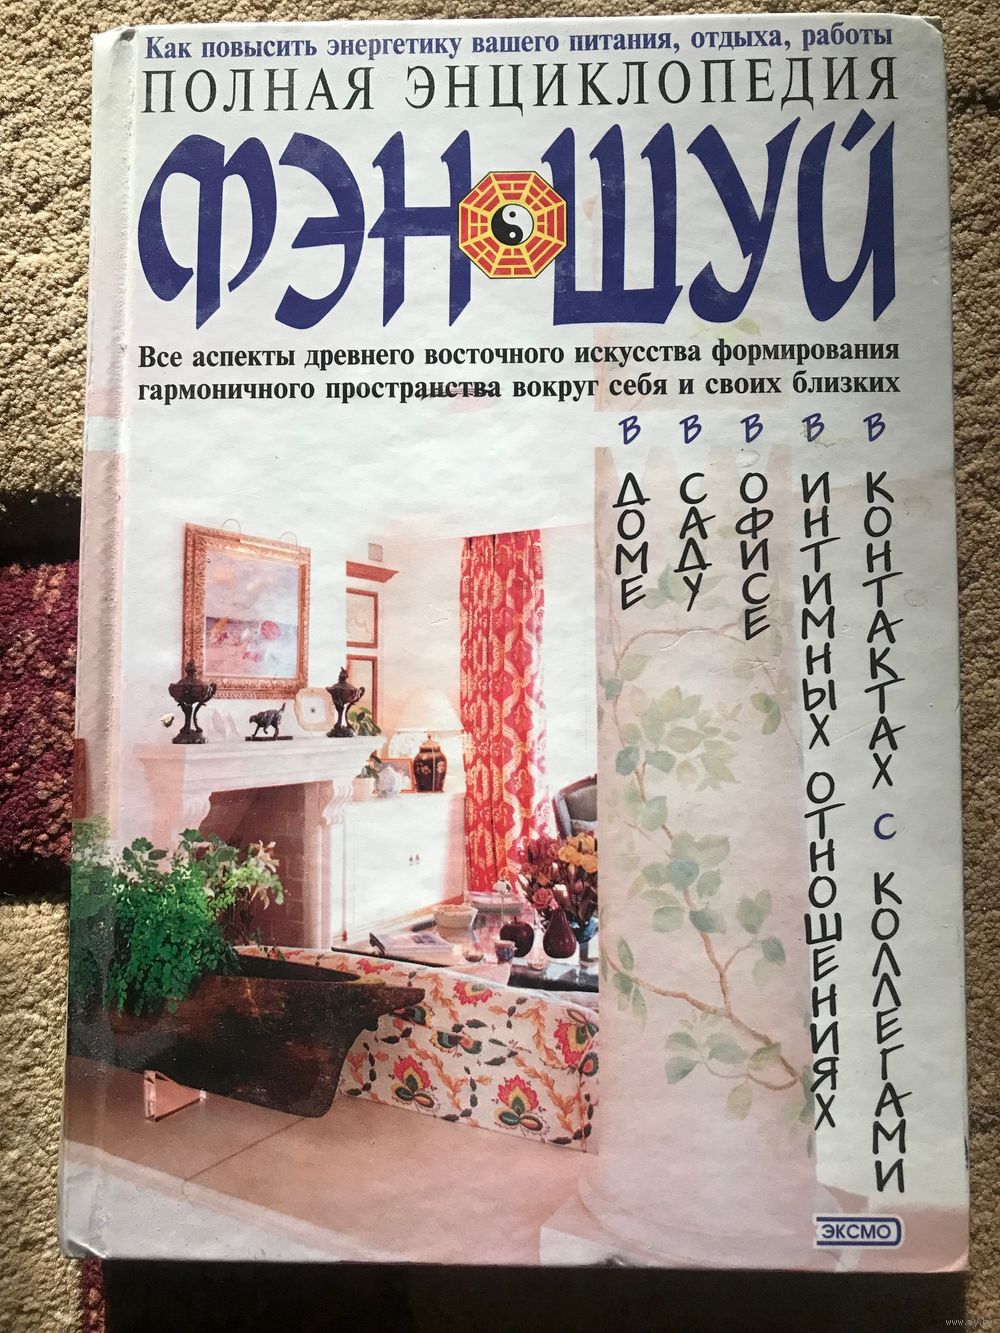 Как повысить энергетику вашего питания, отдыха, работы
ПОЛНАЯ ЭНЦИКЛОПЕДИЯ
ФЭН-ШУЙ
Все аспекты древнего восточного искусства формирования
гармоничного пространства вокруг себя и своих близких
В ДОМЕ
В САДУ
В ОФИСЕ
В ИНТИМНЫХ ОТНОШЕНИЯХ
В КОНТАКТАХ С КОЛЛЕГАМИ
ЭКСМО